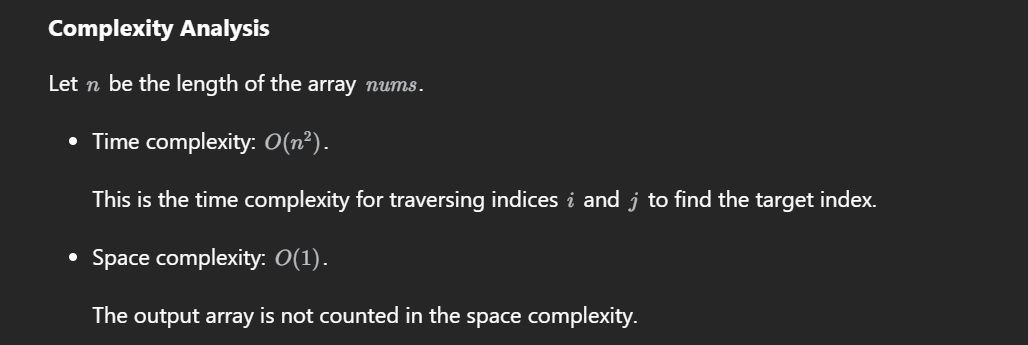 Complexity Analysis
Let n be the length of the array nums.
• Time complexity: O(n²).
This is the time complexity for traversing indices i and j to find the target index.
• Space complexity: O(1).
The output array is not counted in the space complexity.